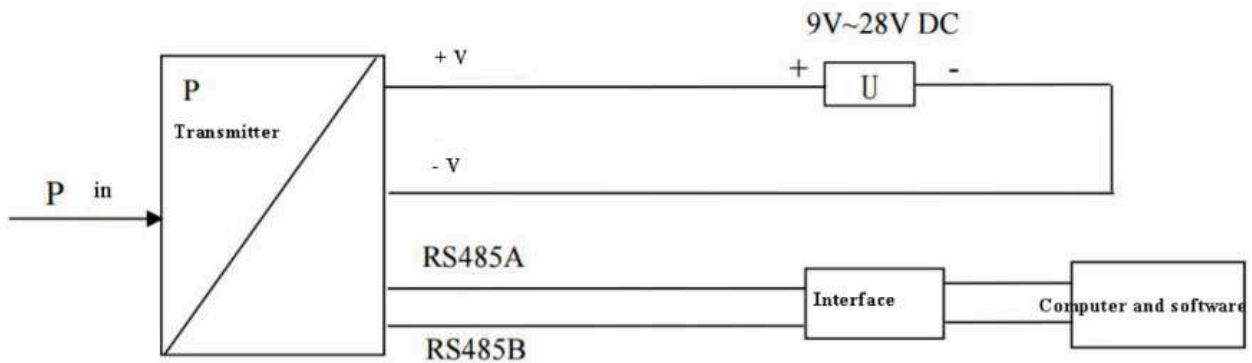 9V~28V DC
+ V
+
-
U
P
Transmitter
- V
P in
RS485A
Interface
Computer and software
RS485B